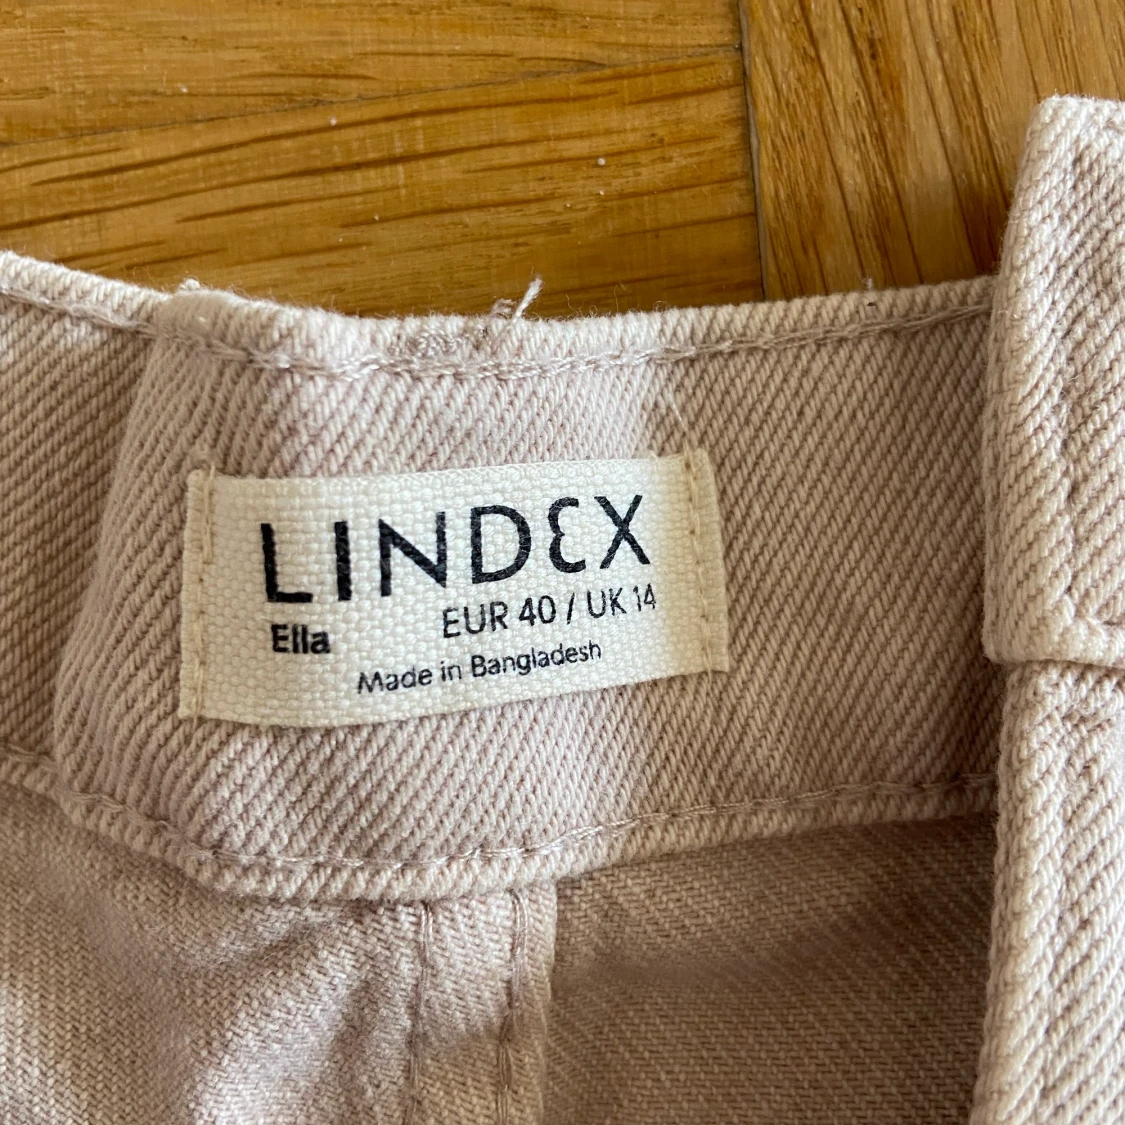 LINDEX
EUR 40 / UK 14
Ella
Made in Bangladesh